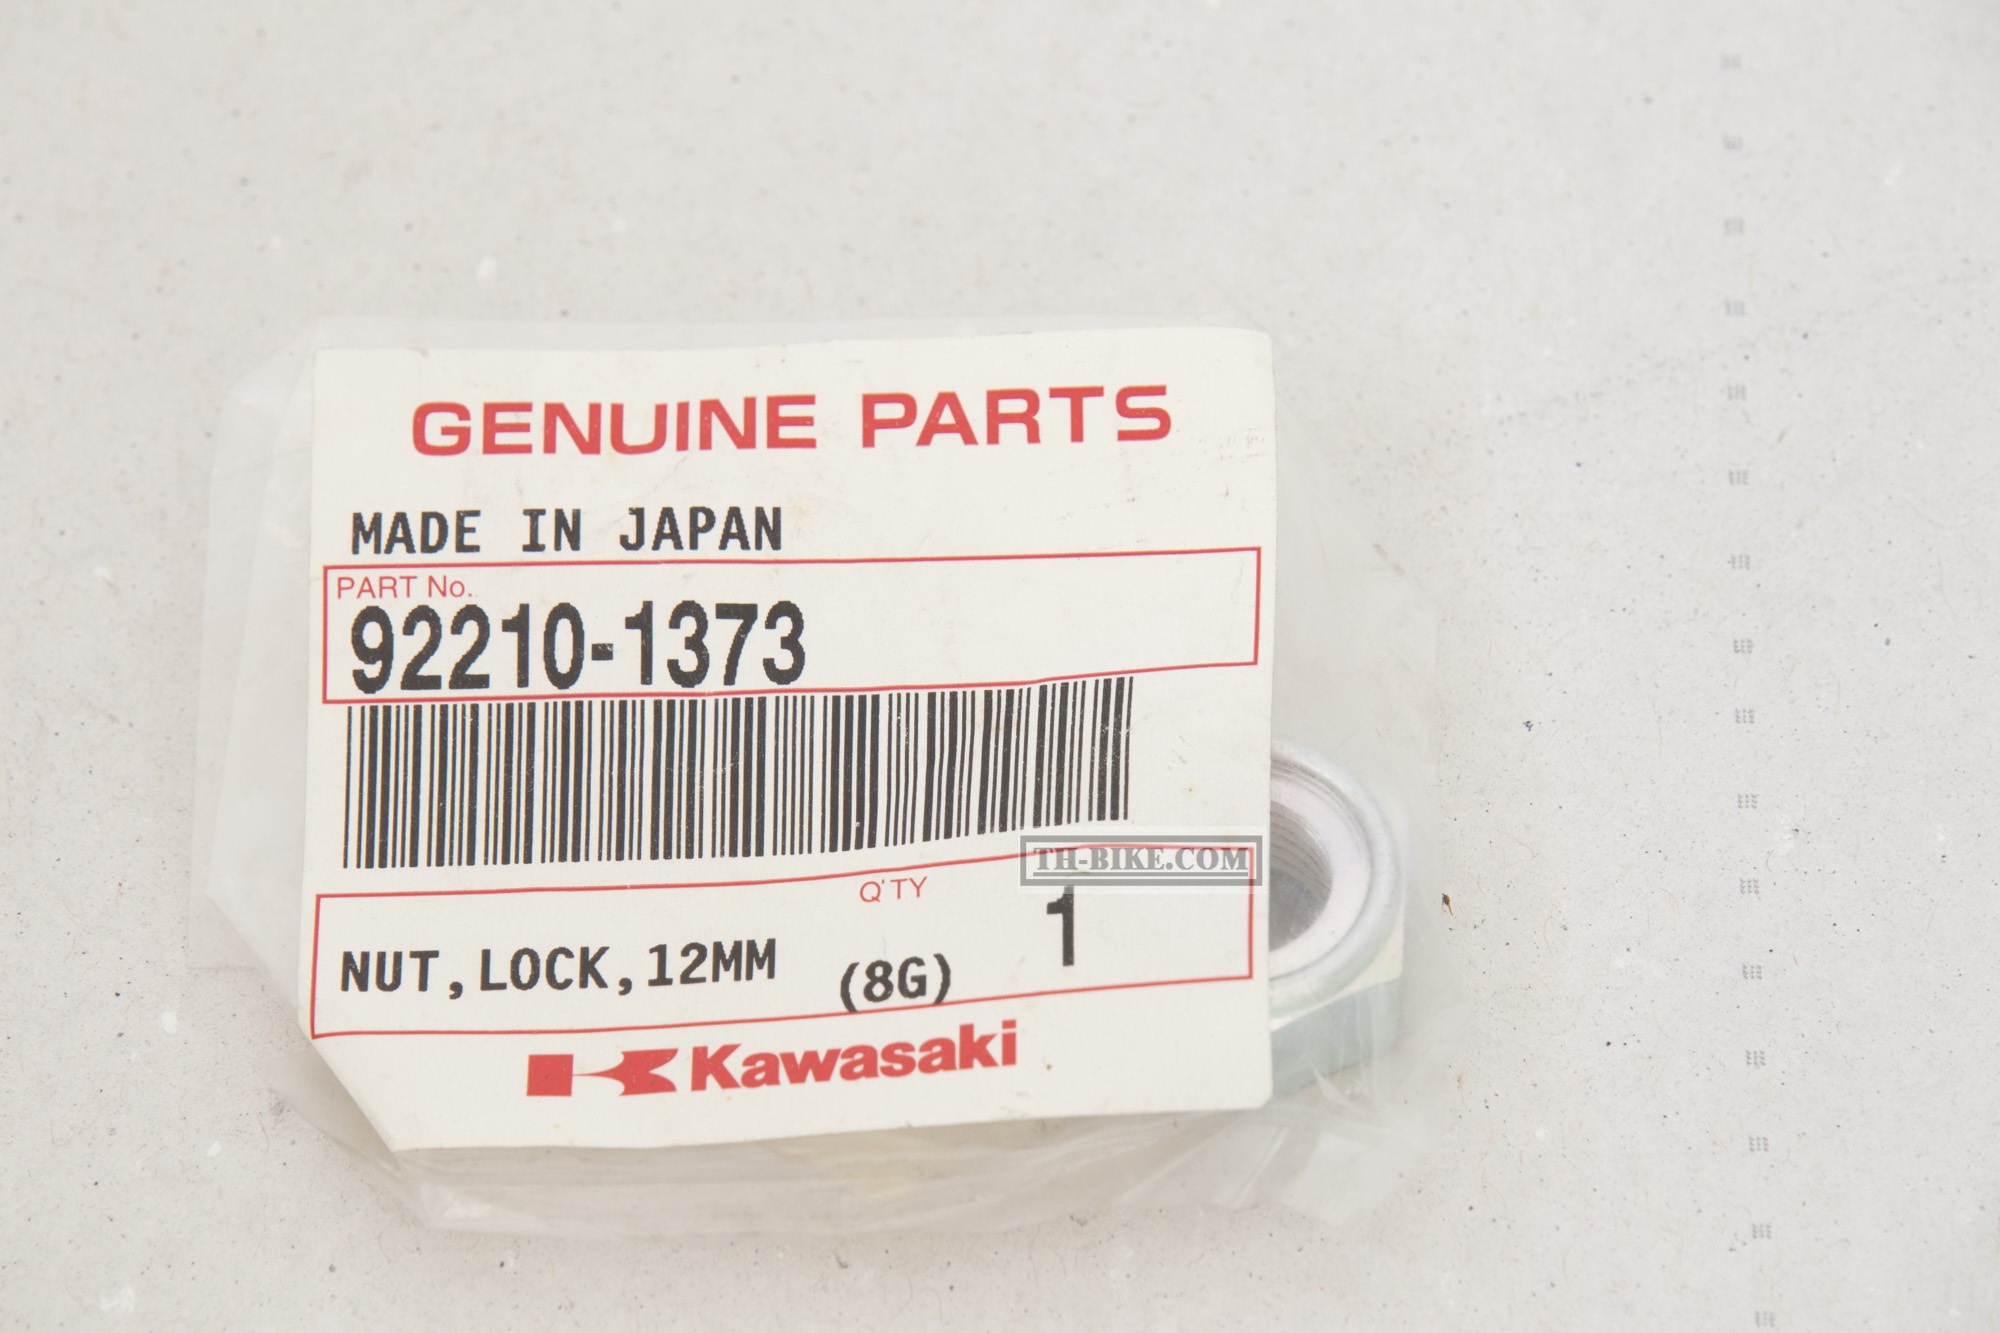 GENUINE PARTS
MADE IN JAPAN
PART No.
92210-1373
TH-BIKE.COM
Q'TY
1
NUT,LOCK,12MM (8G)
Kawasaki